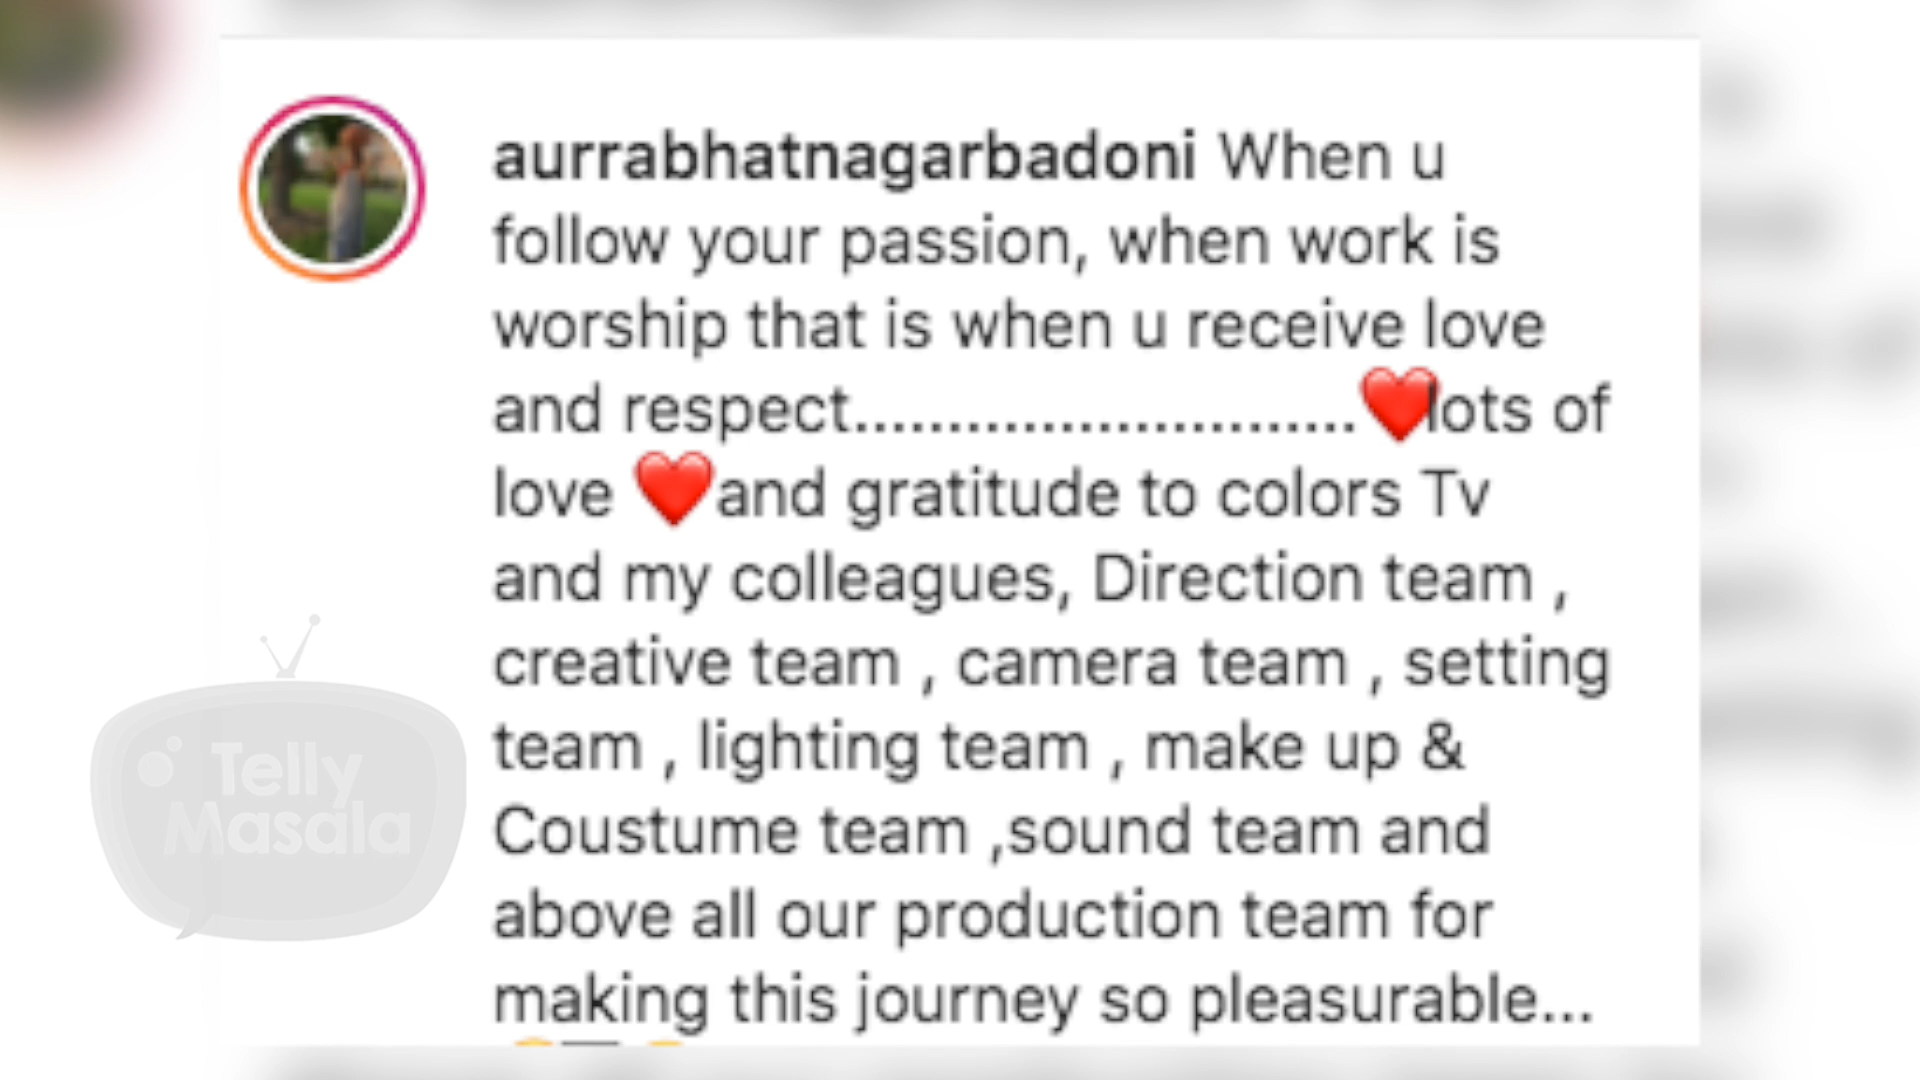 aurrabhatnagarbadoni When u
follow your passion, when work is
worship that is when u receive love
and respect...........................❤️lots of
love ❤️and gratitude to colors Tv
and my colleagues, Direction team ,
creative team , camera team , setting
team , lighting team , make up &
Coustume team ,sound team and
above all our production team for
making this journey so pleasurable...
Telly
Masala